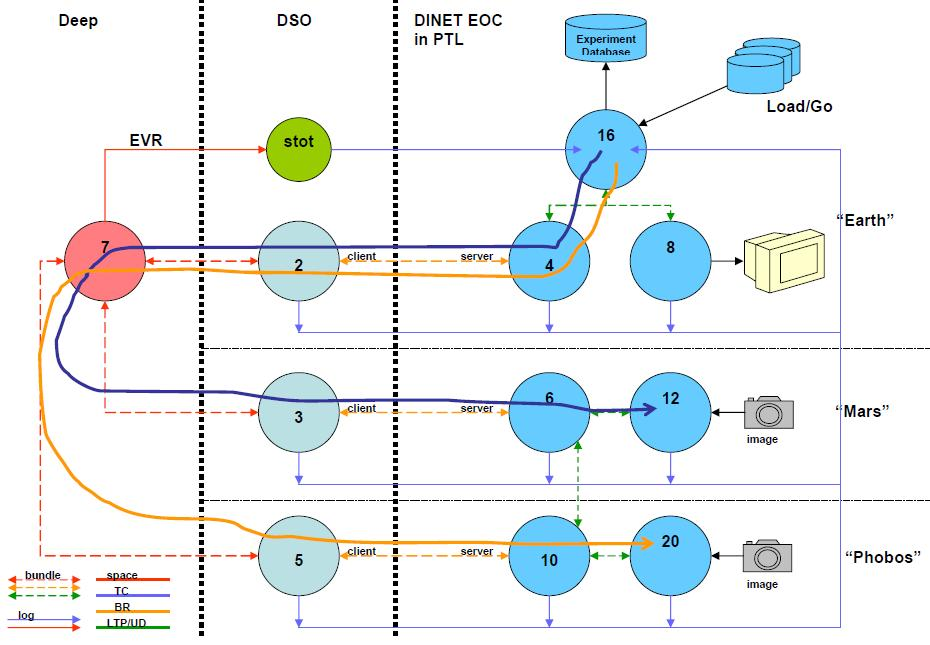 Deep
DSO
DINET EOC
in PTL
Experiment
Database
Load/Go
EVR
stot
16
"Earth"
7
2
client
server
4
8
3
client
server
6
12
"Mars"
image
5
client
server
10
20
"Phobos"
image
bundle
space
TC
BR
log
LTP/UD